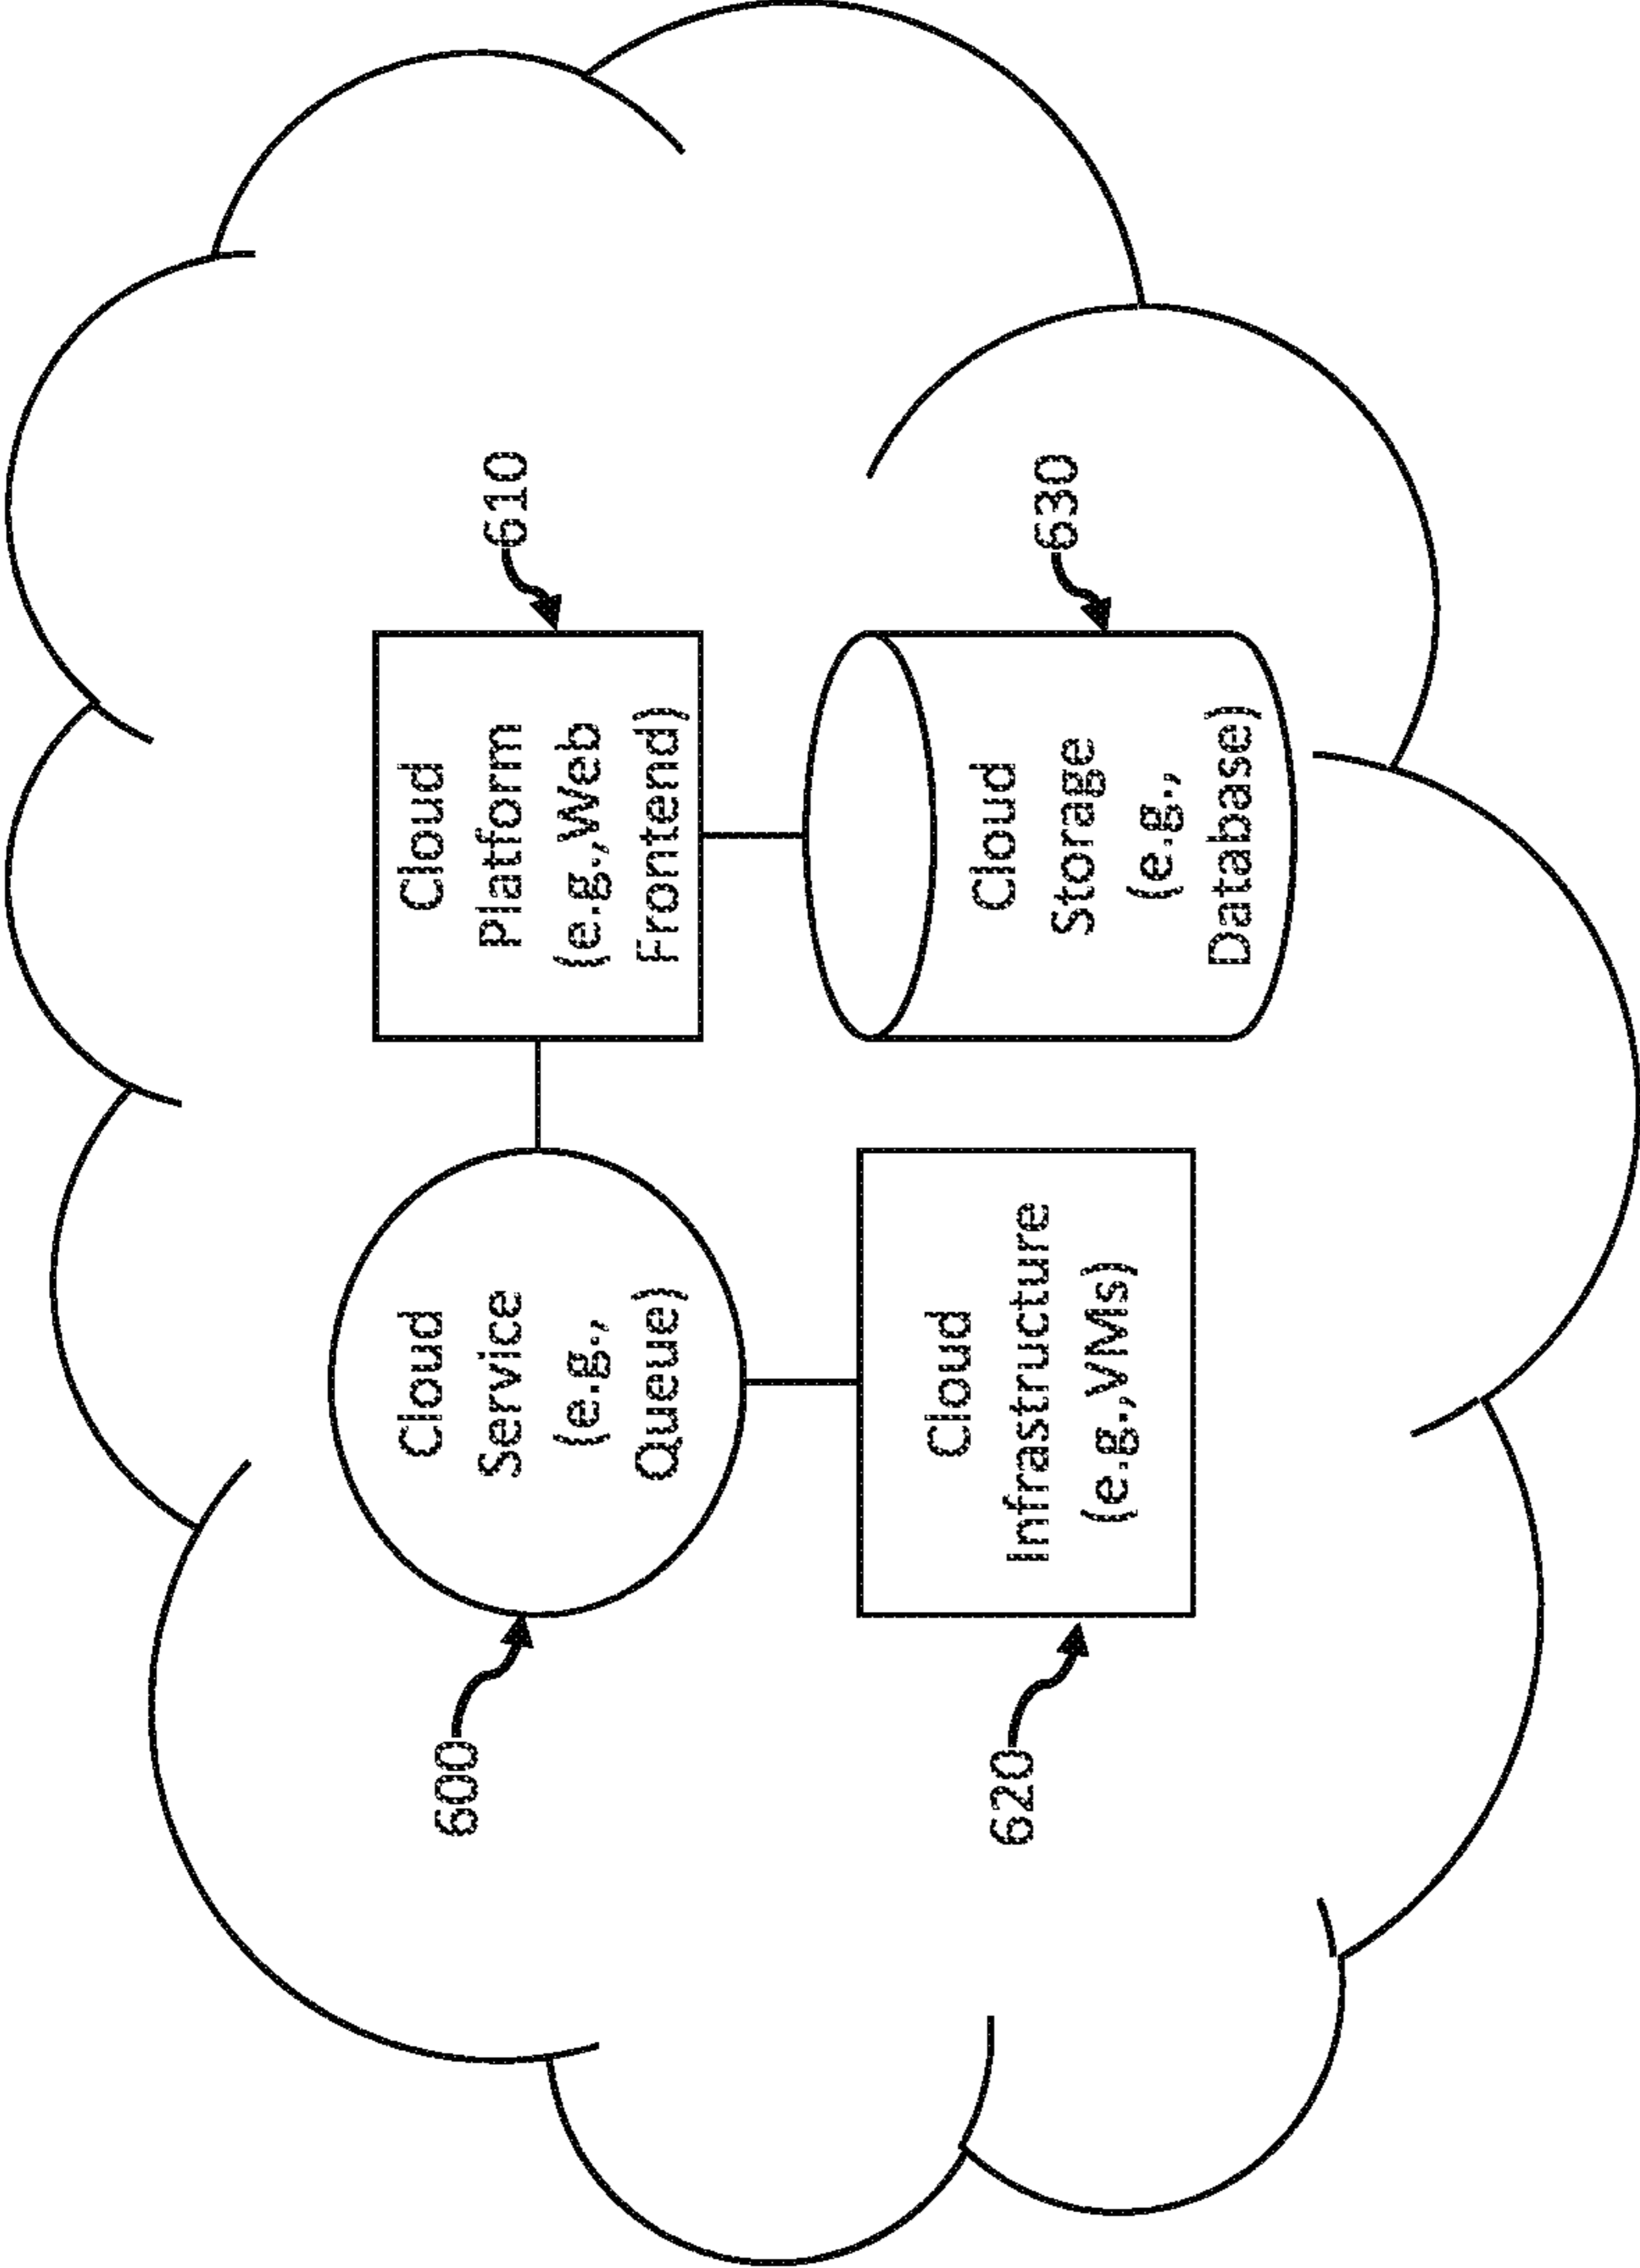 600
Cloud
Service
(e.g.,
Queue)
Cloud
Platform
(e.g.,Web
Frontend)
610
620
Cloud
Infrastructure
(e.g.,VMs)
Cloud
Storage
(e.g.,
Database)
630